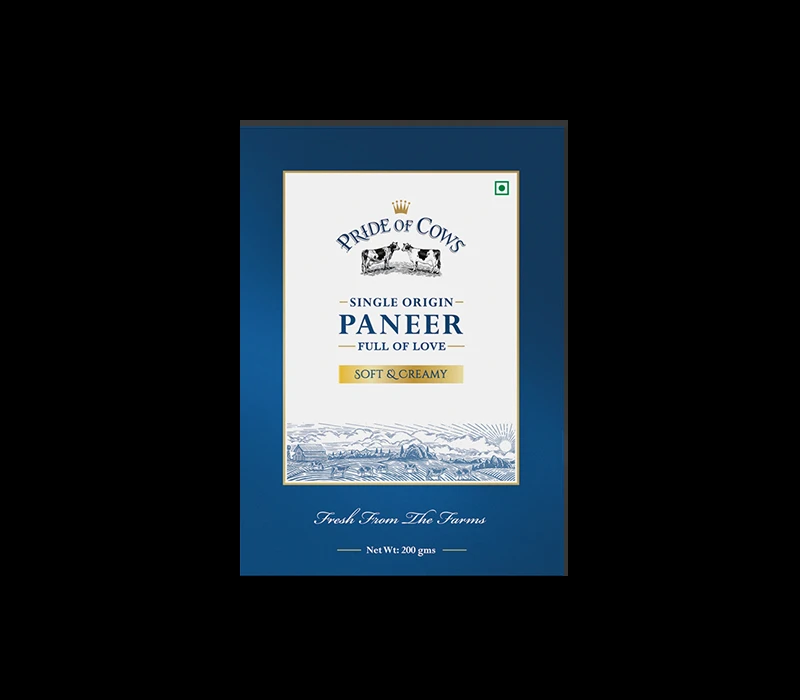 PRIDE OF COWS
SINGLE ORIGIN
PANEER
FULL OF LOVE
SOFT & CREAMY
Fresh From The Farms
Net Wt: 200 gms